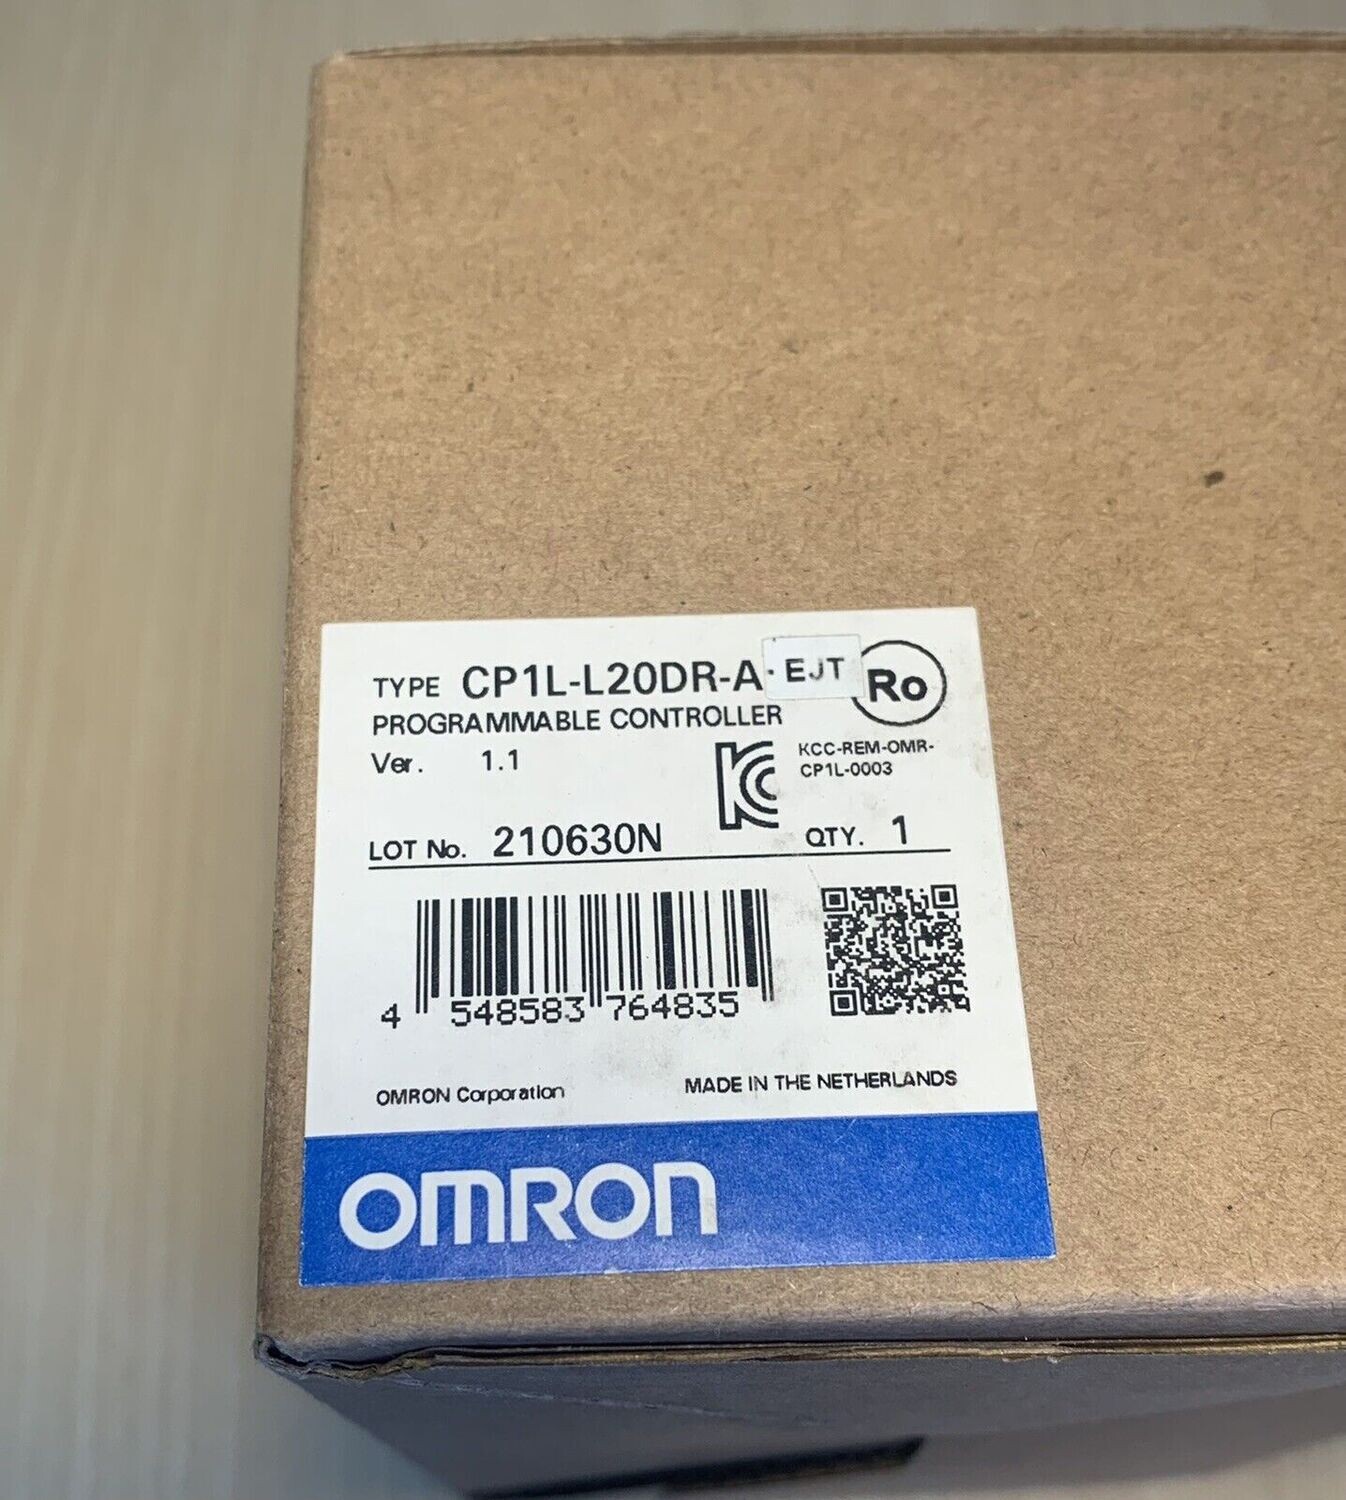 TYPE CP1L-L20DR-A - EJT Ro
PROGRAMMABLE CONTROLLER
Ver. 1.1
KC KCC-REM-OMR-
CP1L-0003
LOT No. 210630N QTY. 1
4 548583 764835
OMRON Corporation MADE IN THE NETHERLANDS
OMRON